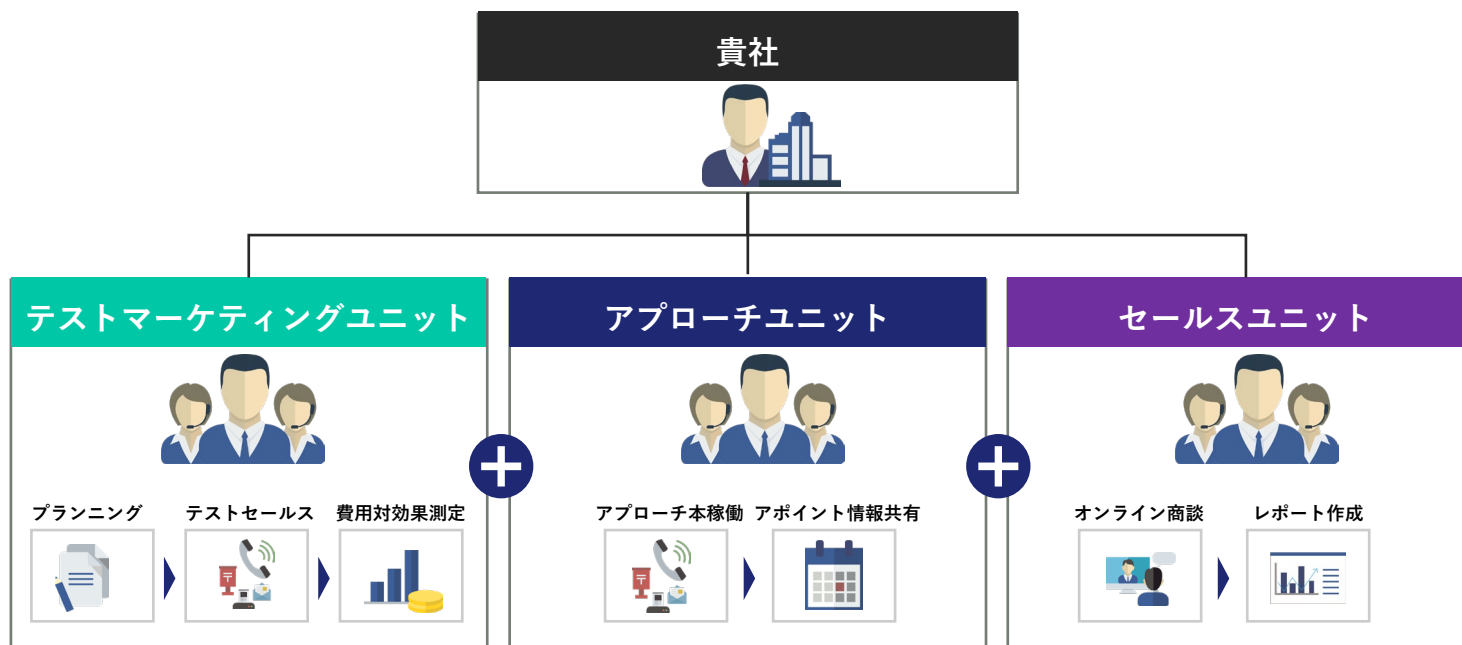 貴社
テストマーケティングユニット
アプローチユニット
セールスユニット
プランニング
テストセールス
費用対効果測定
アプローチ本稼働
アポイント情報共有
オンライン商談
レポート作成